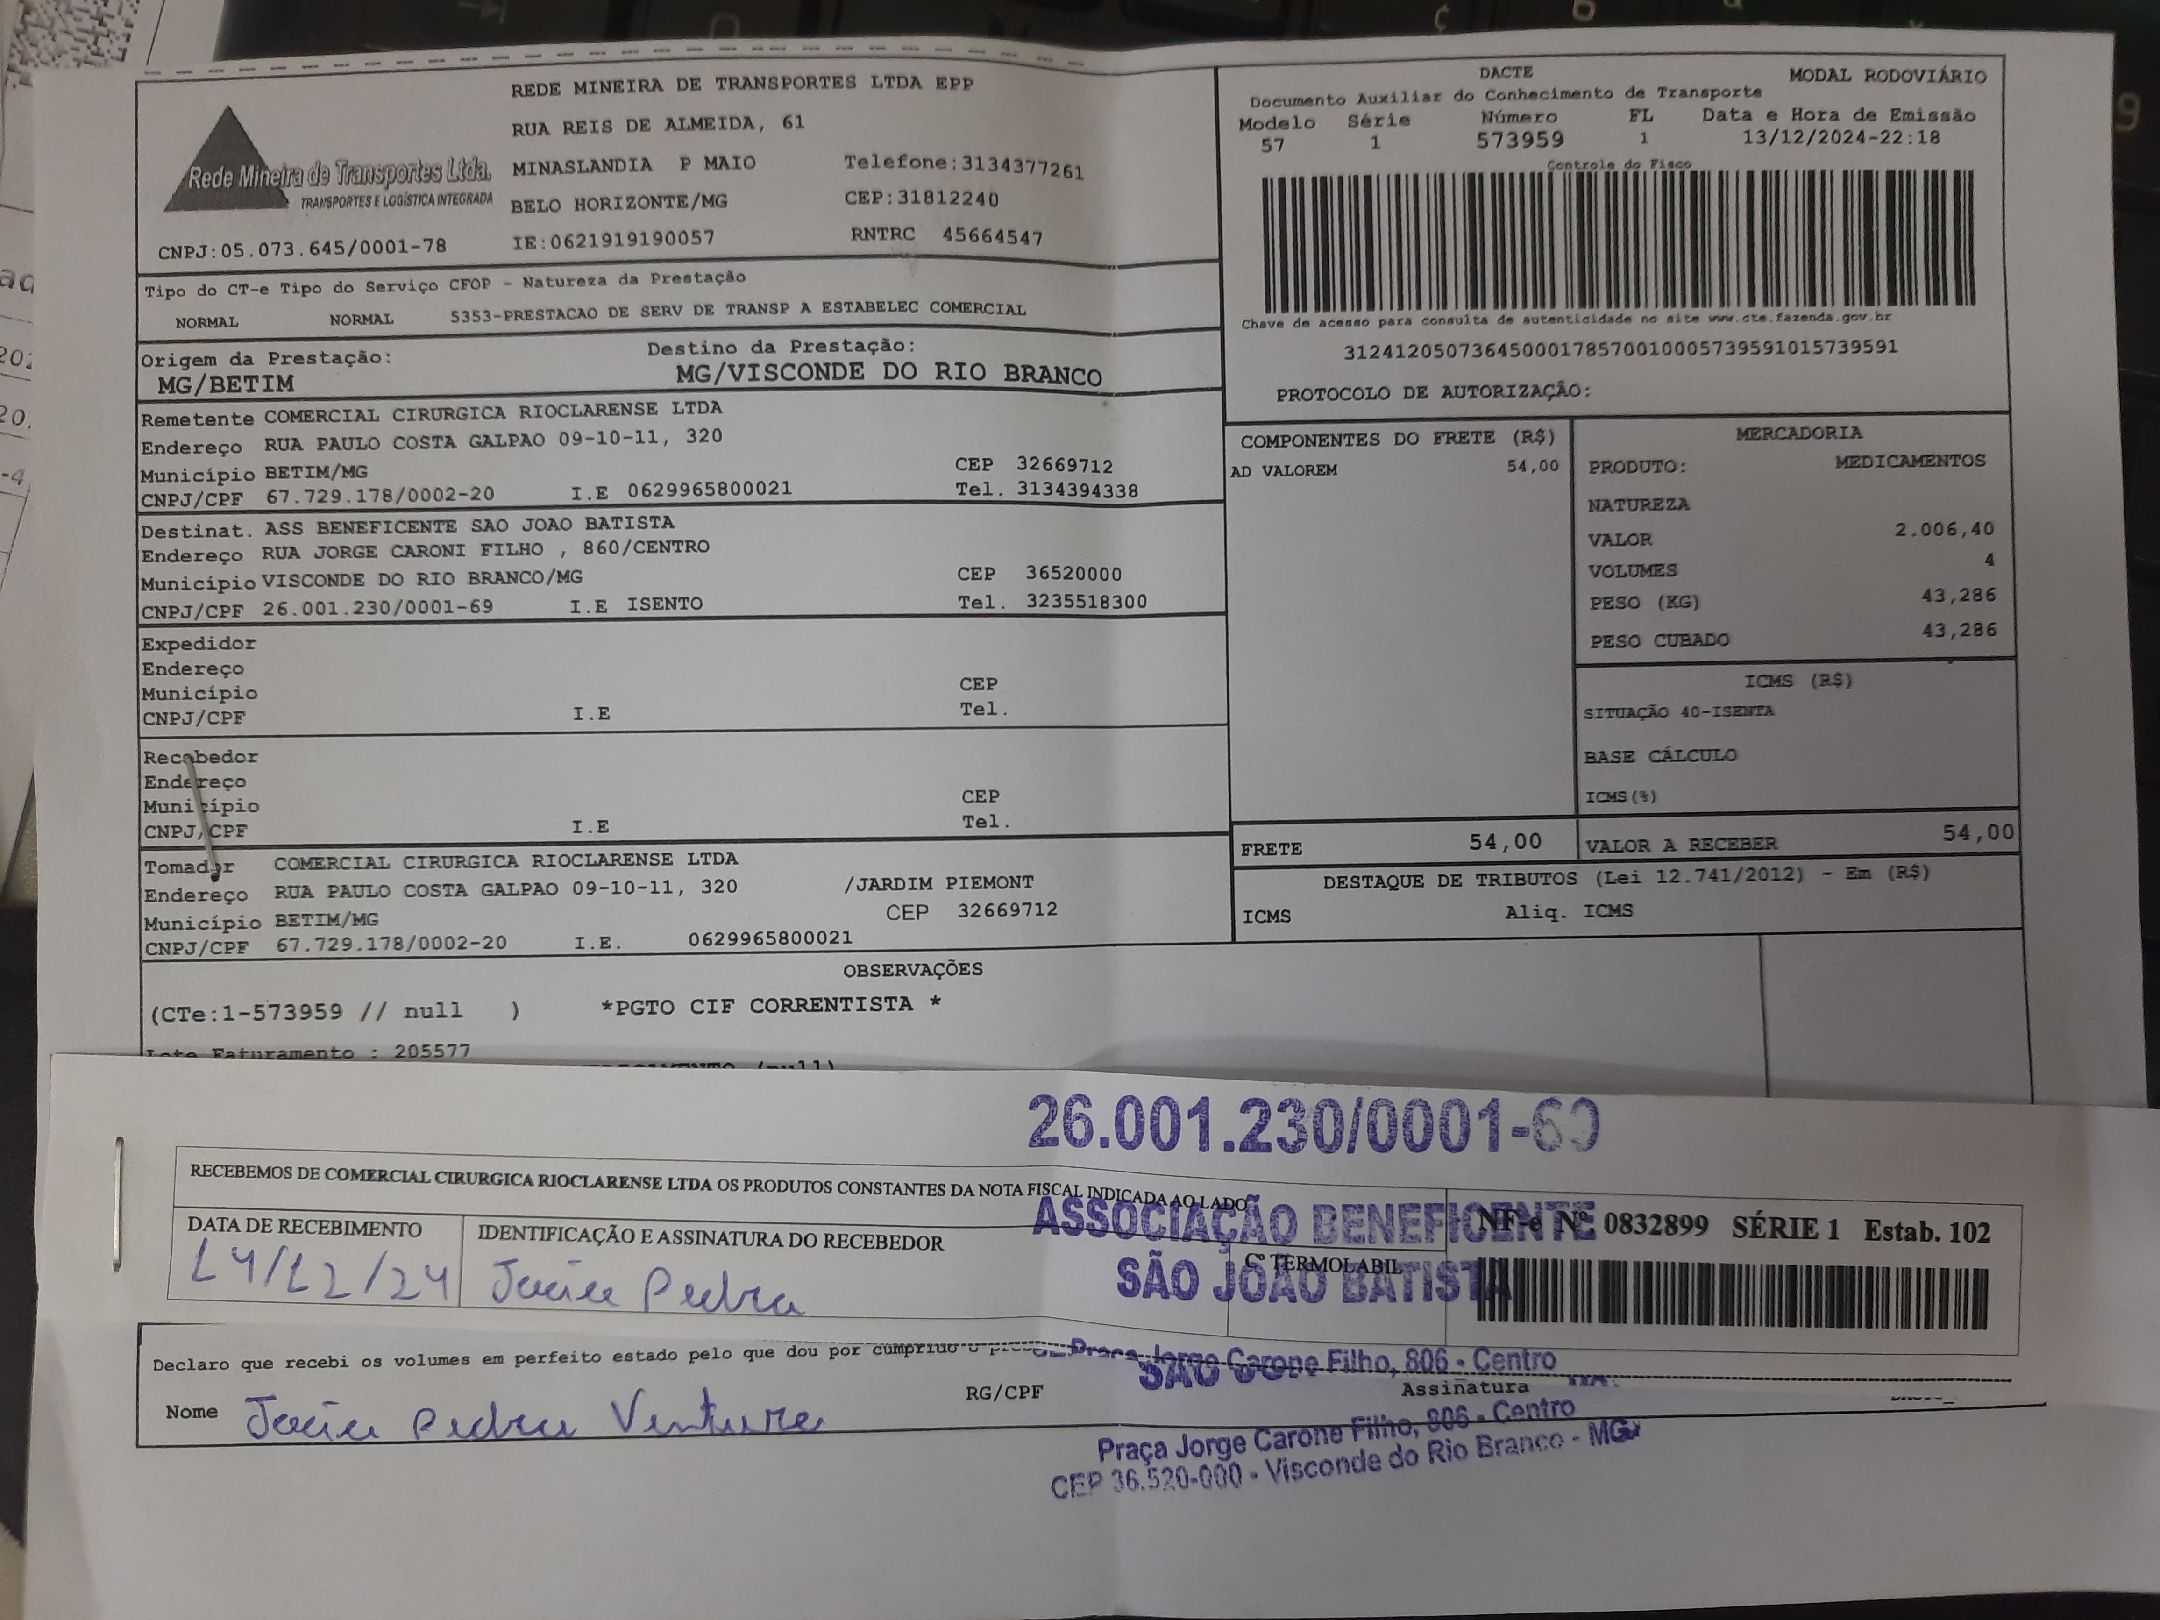 REDE MINEIRA DE TRANSPORTES LTDA EPP
RUA REIS DE ALMEIDA, 61
MINASLANDIA P MAIO Telefone:3134377261
BELO HORIZONTE/MG CEP:31812240
IE:0621919190057 RNTRC 45664547
Rede Mineira de Transportes Ltda.
TRANSPORTES E LOGÍSTICA INTEGRADA
CNPJ:05.073.645/0001-78
DACTE MODAL RODOVIÁRIO
Documento Auxiliar do Conhecimento de Transporte
Modelo Série Número FL Data e Hora de Emissão
57 1 573959 1 13/12/2024-22:18
Controle do Fisco
Chave de acesso para consulta de autenticidade no site www.cte.fazenda.gov.br
31241205073645000178570010005739591015739591
PROTOCOLO DE AUTORIZAÇÃO:
Tipo do CT-e Tipo do Serviço CFOP - Natureza da Prestação
NORMAL NORMAL 5353-PRESTACAO DE SERV DE TRANSP A ESTABELEC COMERCIAL
Origem da Prestação: Destino da Prestação:
MG/BETIM MG/VISCONDE DO RIO BRANCO
Remetente COMERCIAL CIRURGICA RIOCLARENSE LTDA
Endereço RUA PAULO COSTA GALPAO 09-10-11, 320
Município BETIM/MG CEP 32669712
CNPJ/CPF 67.729.178/0002-20 I.E 0629965800021 Tel. 3134394338
Destinat. ASS BENEFICENTE SAO JOAO BATISTA
Endereço RUA JORGE CARONI FILHO , 860/CENTRO
Município VISCONDE DO RIO BRANCO/MG CEP 36520000
CNPJ/CPF 26.001.230/0001-69 I.E ISENTO Tel. 3235518300
Expedidor
Endereço
Município CEP
CNPJ/CPF I.E Tel.
Recebedor
Endereço
Município CEP
CNPJ/CPF I.E Tel.
Tomador COMERCIAL CIRURGICA RIOCLARENSE LTDA
Endereço RUA PAULO COSTA GALPAO 09-10-11, 320 /JARDIM PIEMONT
Município BETIM/MG CEP 32669712
CNPJ/CPF 67.729.178/0002-20 I.E. 0629965800021
COMPONENTES DO FRETE (R$)
AD VALOREM 54,00
MERCADORIA
PRODUTO: MEDICAMENTOS
NATUREZA
VALOR 2.006,40
VOLUMES 4
PESO (KG) 43,286
PESO CUBADO 43,286
ICMS (R$)
SITUAÇÃO 40-ISENTA
BASE CÁLCULO
ICMS(%)
FRETE 54,00 VALOR A RECEBER 54,00
DESTAQUE DE TRIBUTOS (Lei 12.741/2012) - Em (R$)
ICMS Aliq. ICMS
OBSERVAÇÕES
(CTe:1-573959 // null ) *PGTO CIF CORRENTISTA *
Lote Faturamento : 205577
26.001.230/0001-69
RECEBEMOS DE COMERCIAL CIRURGICA RIOCLARENSE LTDA OS PRODUTOS CONSTANTES DA NOTA FISCAL INDICADA AO LADO
ASSOCIAÇÃO BENEFICENTE
SÃO JOÃO BATISTA
DATA DE RECEBIMENTO IDENTIFICAÇÃO E ASSINATURA DO RECEBEDOR
14/12/24
Cº TERMOLABIL
NF-e Nº 0832899 SÉRIE 1 Estab. 102
Praça Jorge Carone Filho, 806 - Centro
Declaro que recebi os volumes em perfeito estado pelo que dou por cumprido o
SÃO
Nome RG/CPF Assinatura
Praça Jorge Carone Filho, 806 - Centro
CEP 36.520-000 - Visconde do Rio Branco - MG